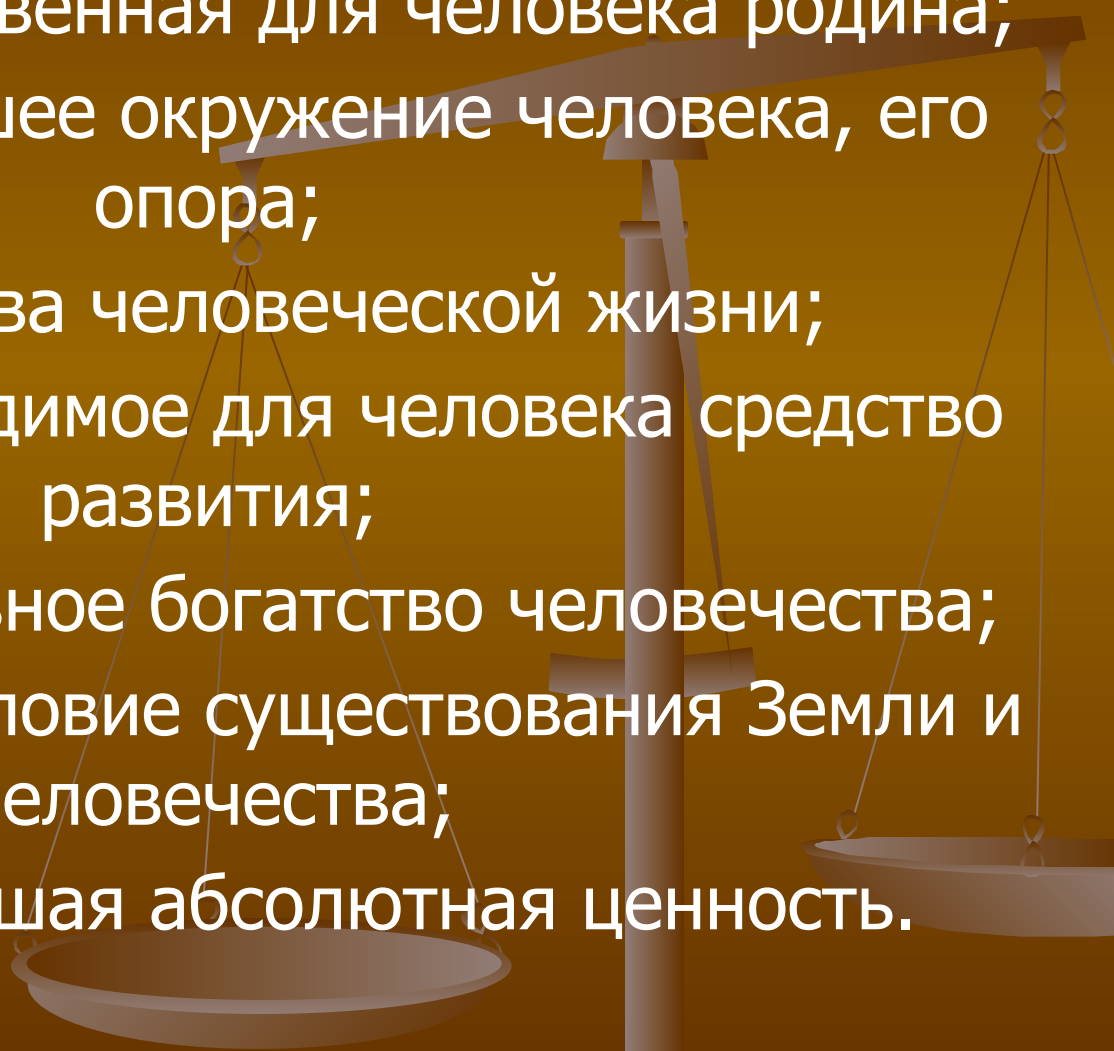 венная для человека родина;
шее окружение человека, его
опора;
ва человеческой жизни;
димое для человека средство
развития;
ное богатство человечества;
ловие существования Земли и
еловечества;
шая абсолютная ценность.